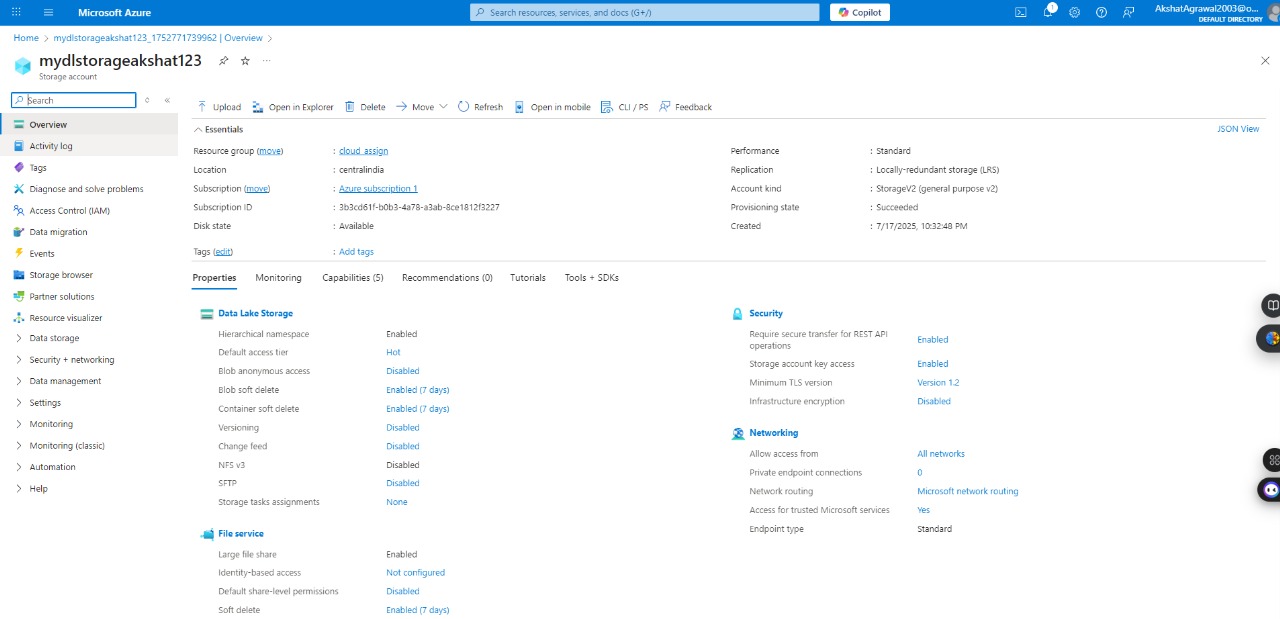 Microsoft Azure
Search resources, services, and docs (G+/)
Copilot
1
AkshatAgrawal2003@o...
DEFAULT DIRECTORY
Home > mydlstorageakshat123_1752771739962 | Overview >
mydlstorageakshat123
Storage account
Search
Upload Open in Explorer Delete Move Refresh Open in mobile CLI / PS Feedback
Overview
Activity log
Tags
Diagnose and solve problems
Access Control (IAM)
Data migration
Events
Storage browser
Partner solutions
Resource visualizer
Data storage
Security + networking
Data management
Settings
Monitoring
Monitoring (classic)
Automation
Help
Essentials
JSON View
Resource group (move) : cloud_assign
Location : centralindia
Subscription (move) : Azure subscription 1
Subscription ID : 3b3cd61f-b0b3-4a78-a3ab-8ce1812f3227
Disk state : Available
Tags (edit) : Add tags
Performance : Standard
Replication : Locally-redundant storage (LRS)
Account kind : StorageV2 (general purpose v2)
Provisioning state : Succeeded
Created : 7/17/2025, 10:32:48 PM
Properties Monitoring Capabilities (5) Recommendations (0) Tutorials Tools + SDKs
Data Lake Storage
Hierarchical namespace Enabled
Default access tier Hot
Blob anonymous access Disabled
Blob soft delete Enabled (7 days)
Container soft delete Enabled (7 days)
Versioning Disabled
Change feed Disabled
NFS v3 Disabled
SFTP Disabled
Storage tasks assignments None
File service
Large file share Enabled
Identity-based access Not configured
Default share-level permissions Disabled
Soft delete Enabled (7 days)
Security
Require secure transfer for REST API
operations Enabled
Storage account key access Enabled
Minimum TLS version Version 1.2
Infrastructure encryption Disabled
Networking
Allow access from All networks
Private endpoint connections 0
Network routing Microsoft network routing
Access for trusted Microsoft services Yes
Endpoint type Standard